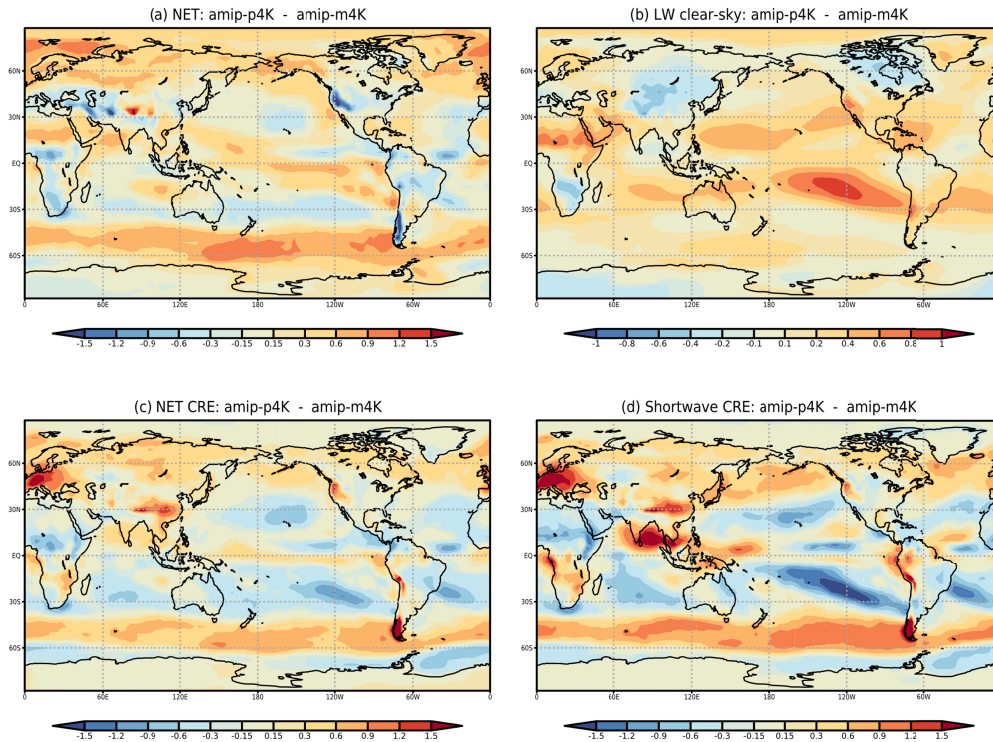 (a) NET: amip-p4K - amip-m4K
60N
30N
EQ
30S
60S
0 60E 120E 180 120W 60W 0
-1.5 -1.2 -0.9 -0.3 -0.15 0.15 0.3 0.6 0.9 1.2 1.5
(b) LW clear-sky: amip-p4K - amip-m4K
60N
30N
EQ
30S
60S
0 60E 120E 180 120W 60W
-1 -0.8 -0.6 -0.4 -0.2 -0.1 0.1 0.2 0.4 0.6 0.8 1
(c) NET CRE: amip-p4K - amip-m4K
60N
30N
EQ
30S
60S
0 60E 120E 180 120W 60W 0
-1.5 -1.2 -0.9 -0.6 -0.3 -0.15 0.15 0.3 0.6 0.9 1.2 1.5
(d) Shortwave CRE: amip-p4K - amip-m4K
60N
30N
EQ
30S
60S
0 60E 120E 180 120W 60W
-1.5 -1.2 -0.9 -0.6 -0.3 -0.15 0.15 0.3 0.6 0.9 1.2 1.5